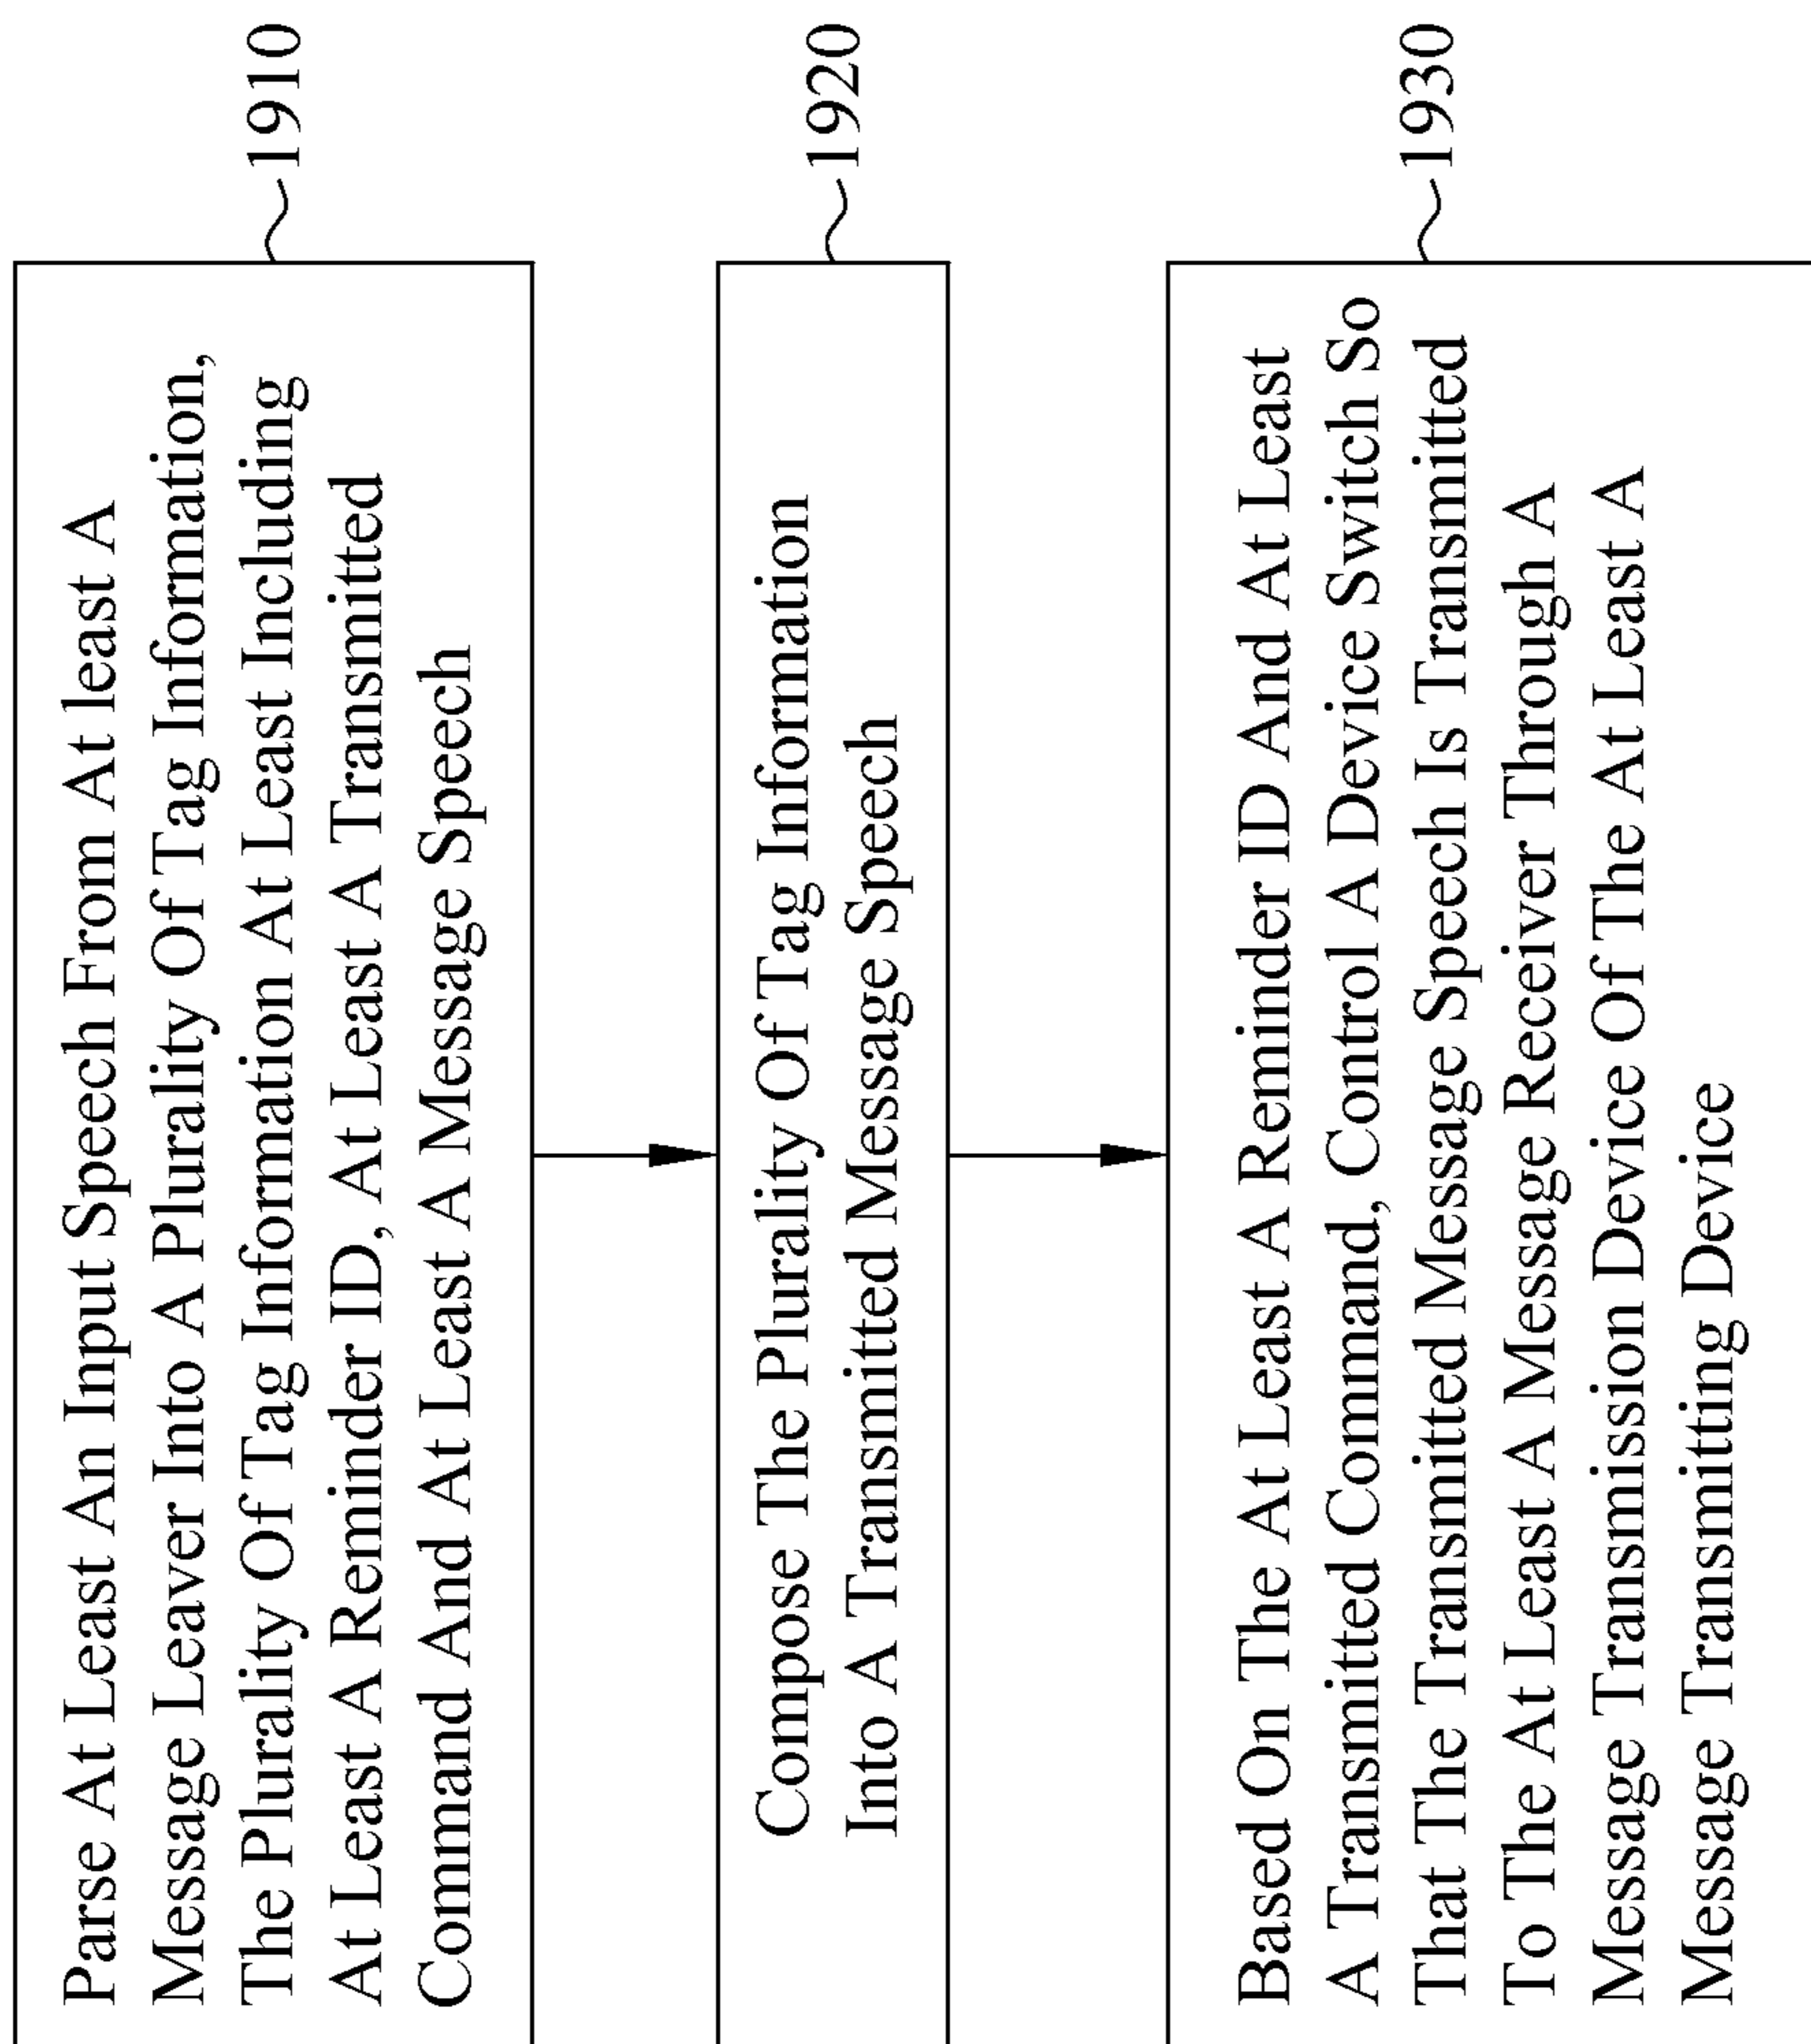 Parse At Least An Input Speech From At least A
Message Leaver Into A Plurality Of Tag Information,
The Plurality Of Tag Information At Least Including
At Least A Reminder ID, At Least A Transmitted
Command And At Least A Message Speech
1910
Compose The Plurality Of Tag Information
Into A Transmitted Message Speech
1920
Based On The At Least A Reminder ID And At Least
A Transmitted Command, Control A Device Switch So
That The Transmitted Message Speech Is Transmitted
To The At Least A Message Receiver Through A
Message Transmission Device Of The At Least A
Message Transmitting Device
1930